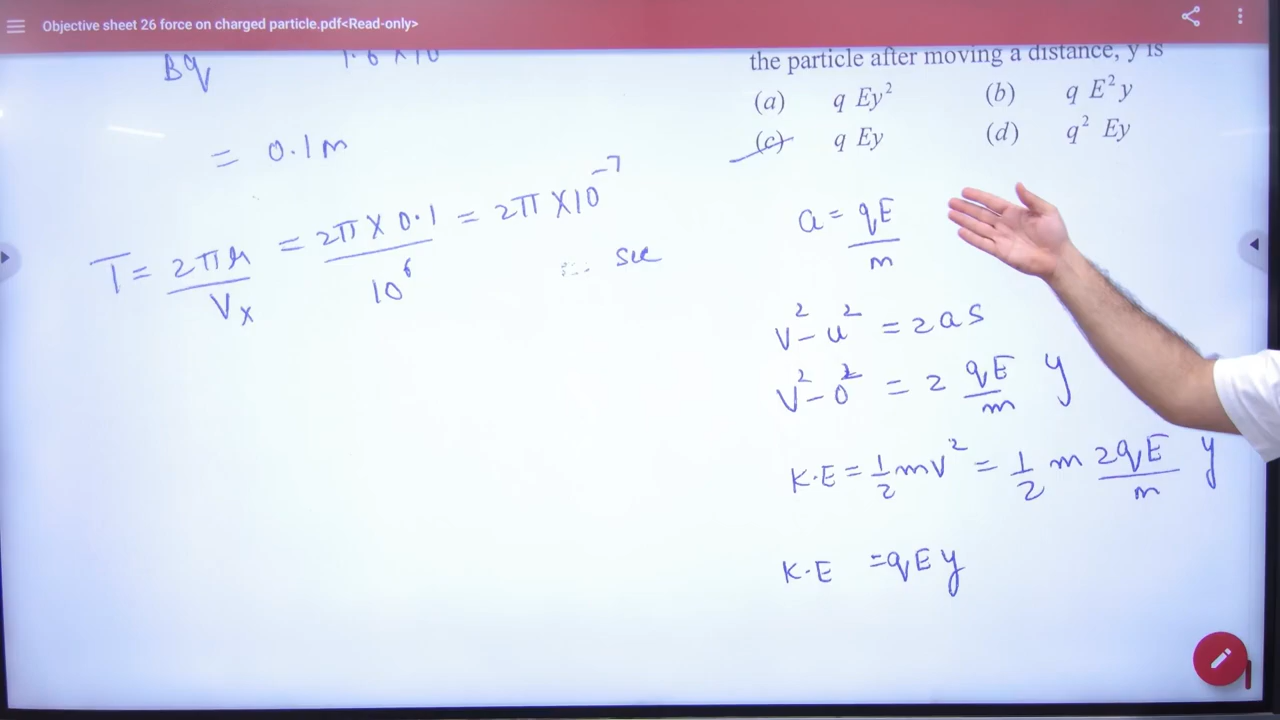 Objective sheet 26 force on charged particle.pdf<Read-only>
Bq 1.6×10
= 0.1m
T = 2πr/Vx = 2π × 0.1/10⁶ = 2π × 10⁻⁷ sec
the particle after moving a distance, y is
(a) q Ey² (b) q E²y
(c) q Ey (d) q² Ey
a = qE/m
v² - u² = 2as
v² - 0² = 2 qE/m y
K.E = 1/2 mv² = 1/2 m 2qE/m y
K.E = qEy